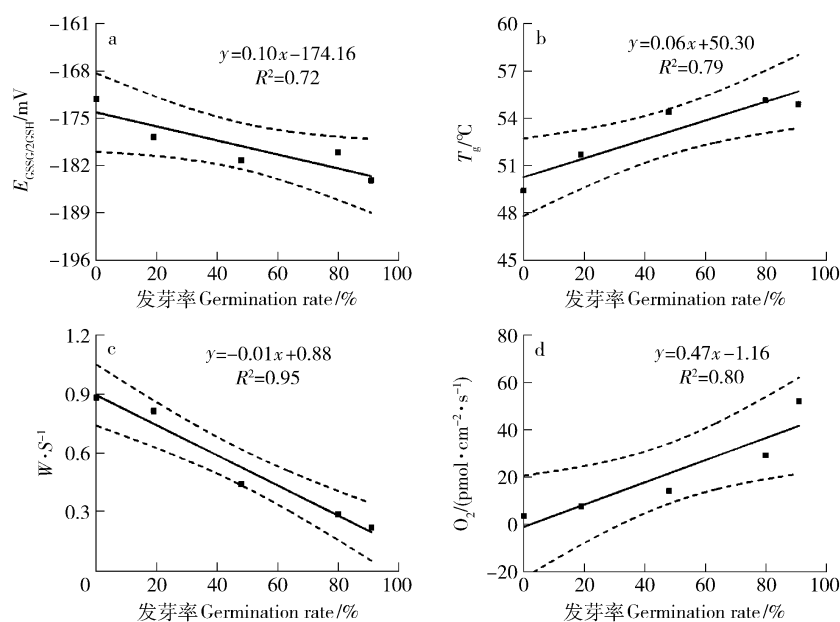 a
y=0.10x−174.16
R²=0.72
−161
−168
−175
−182
−189
−196
E_GSSG/2GSH/mV
0 20 40 60 80 100
发芽率 Germination rate/%
b
y=0.06x+50.30
R²=0.79
60
57
54
51
48
45
T_g/℃
0 20 40 60 80 100
发芽率 Germination rate/%
c
y=−0.01x+0.88
R²=0.95
1.2
0.9
0.6
0.3
W·S⁻¹
0 20 40 60 80 100
发芽率 Germination rate/%
d
y=0.47x−1.16
R²=0.80
80
60
40
20
0
−20
O₂/(pmol·cm⁻²·s⁻¹)
0 20 40 60 80 100
发芽率 Germination rate/%